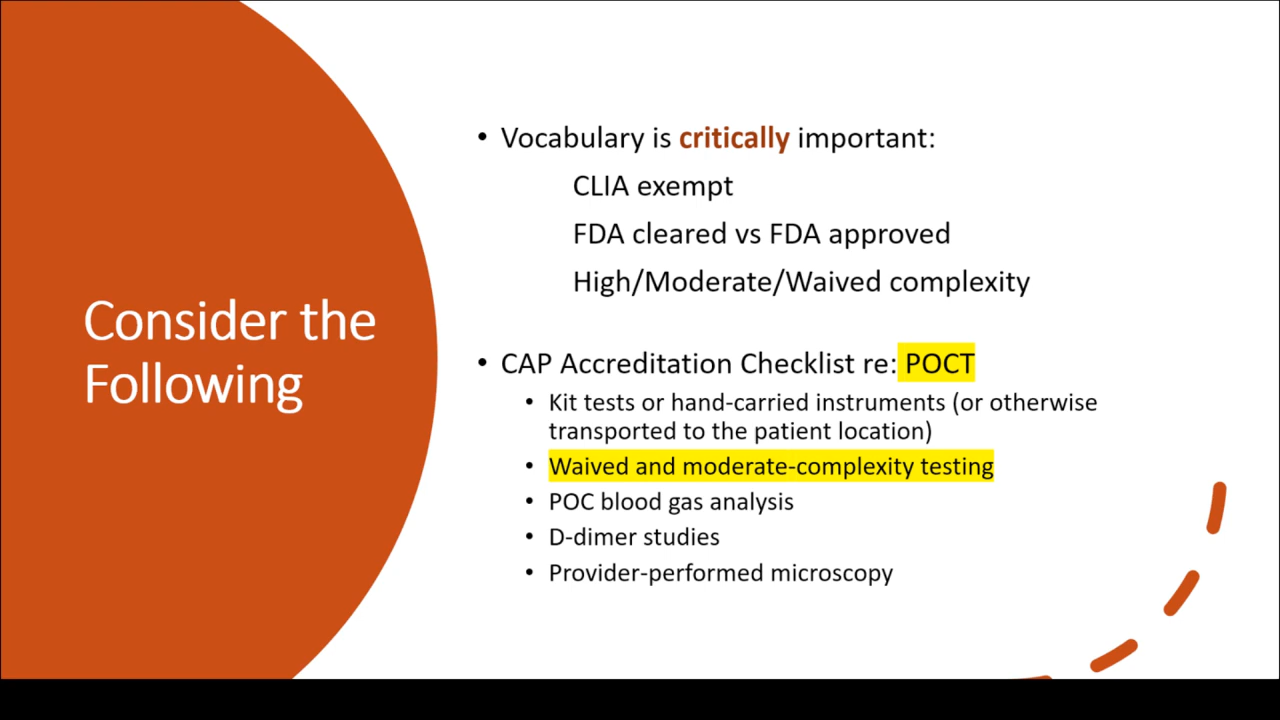 Consider the
Following
• Vocabulary is critically important:
CLIA exempt
FDA cleared vs FDA approved
High/Moderate/Waived complexity
• CAP Accreditation Checklist re: POCT
• Kit tests or hand-carried instruments (or otherwise
transported to the patient location)
• Waived and moderate-complexity testing
• POC blood gas analysis
• D-dimer studies
• Provider-performed microscopy